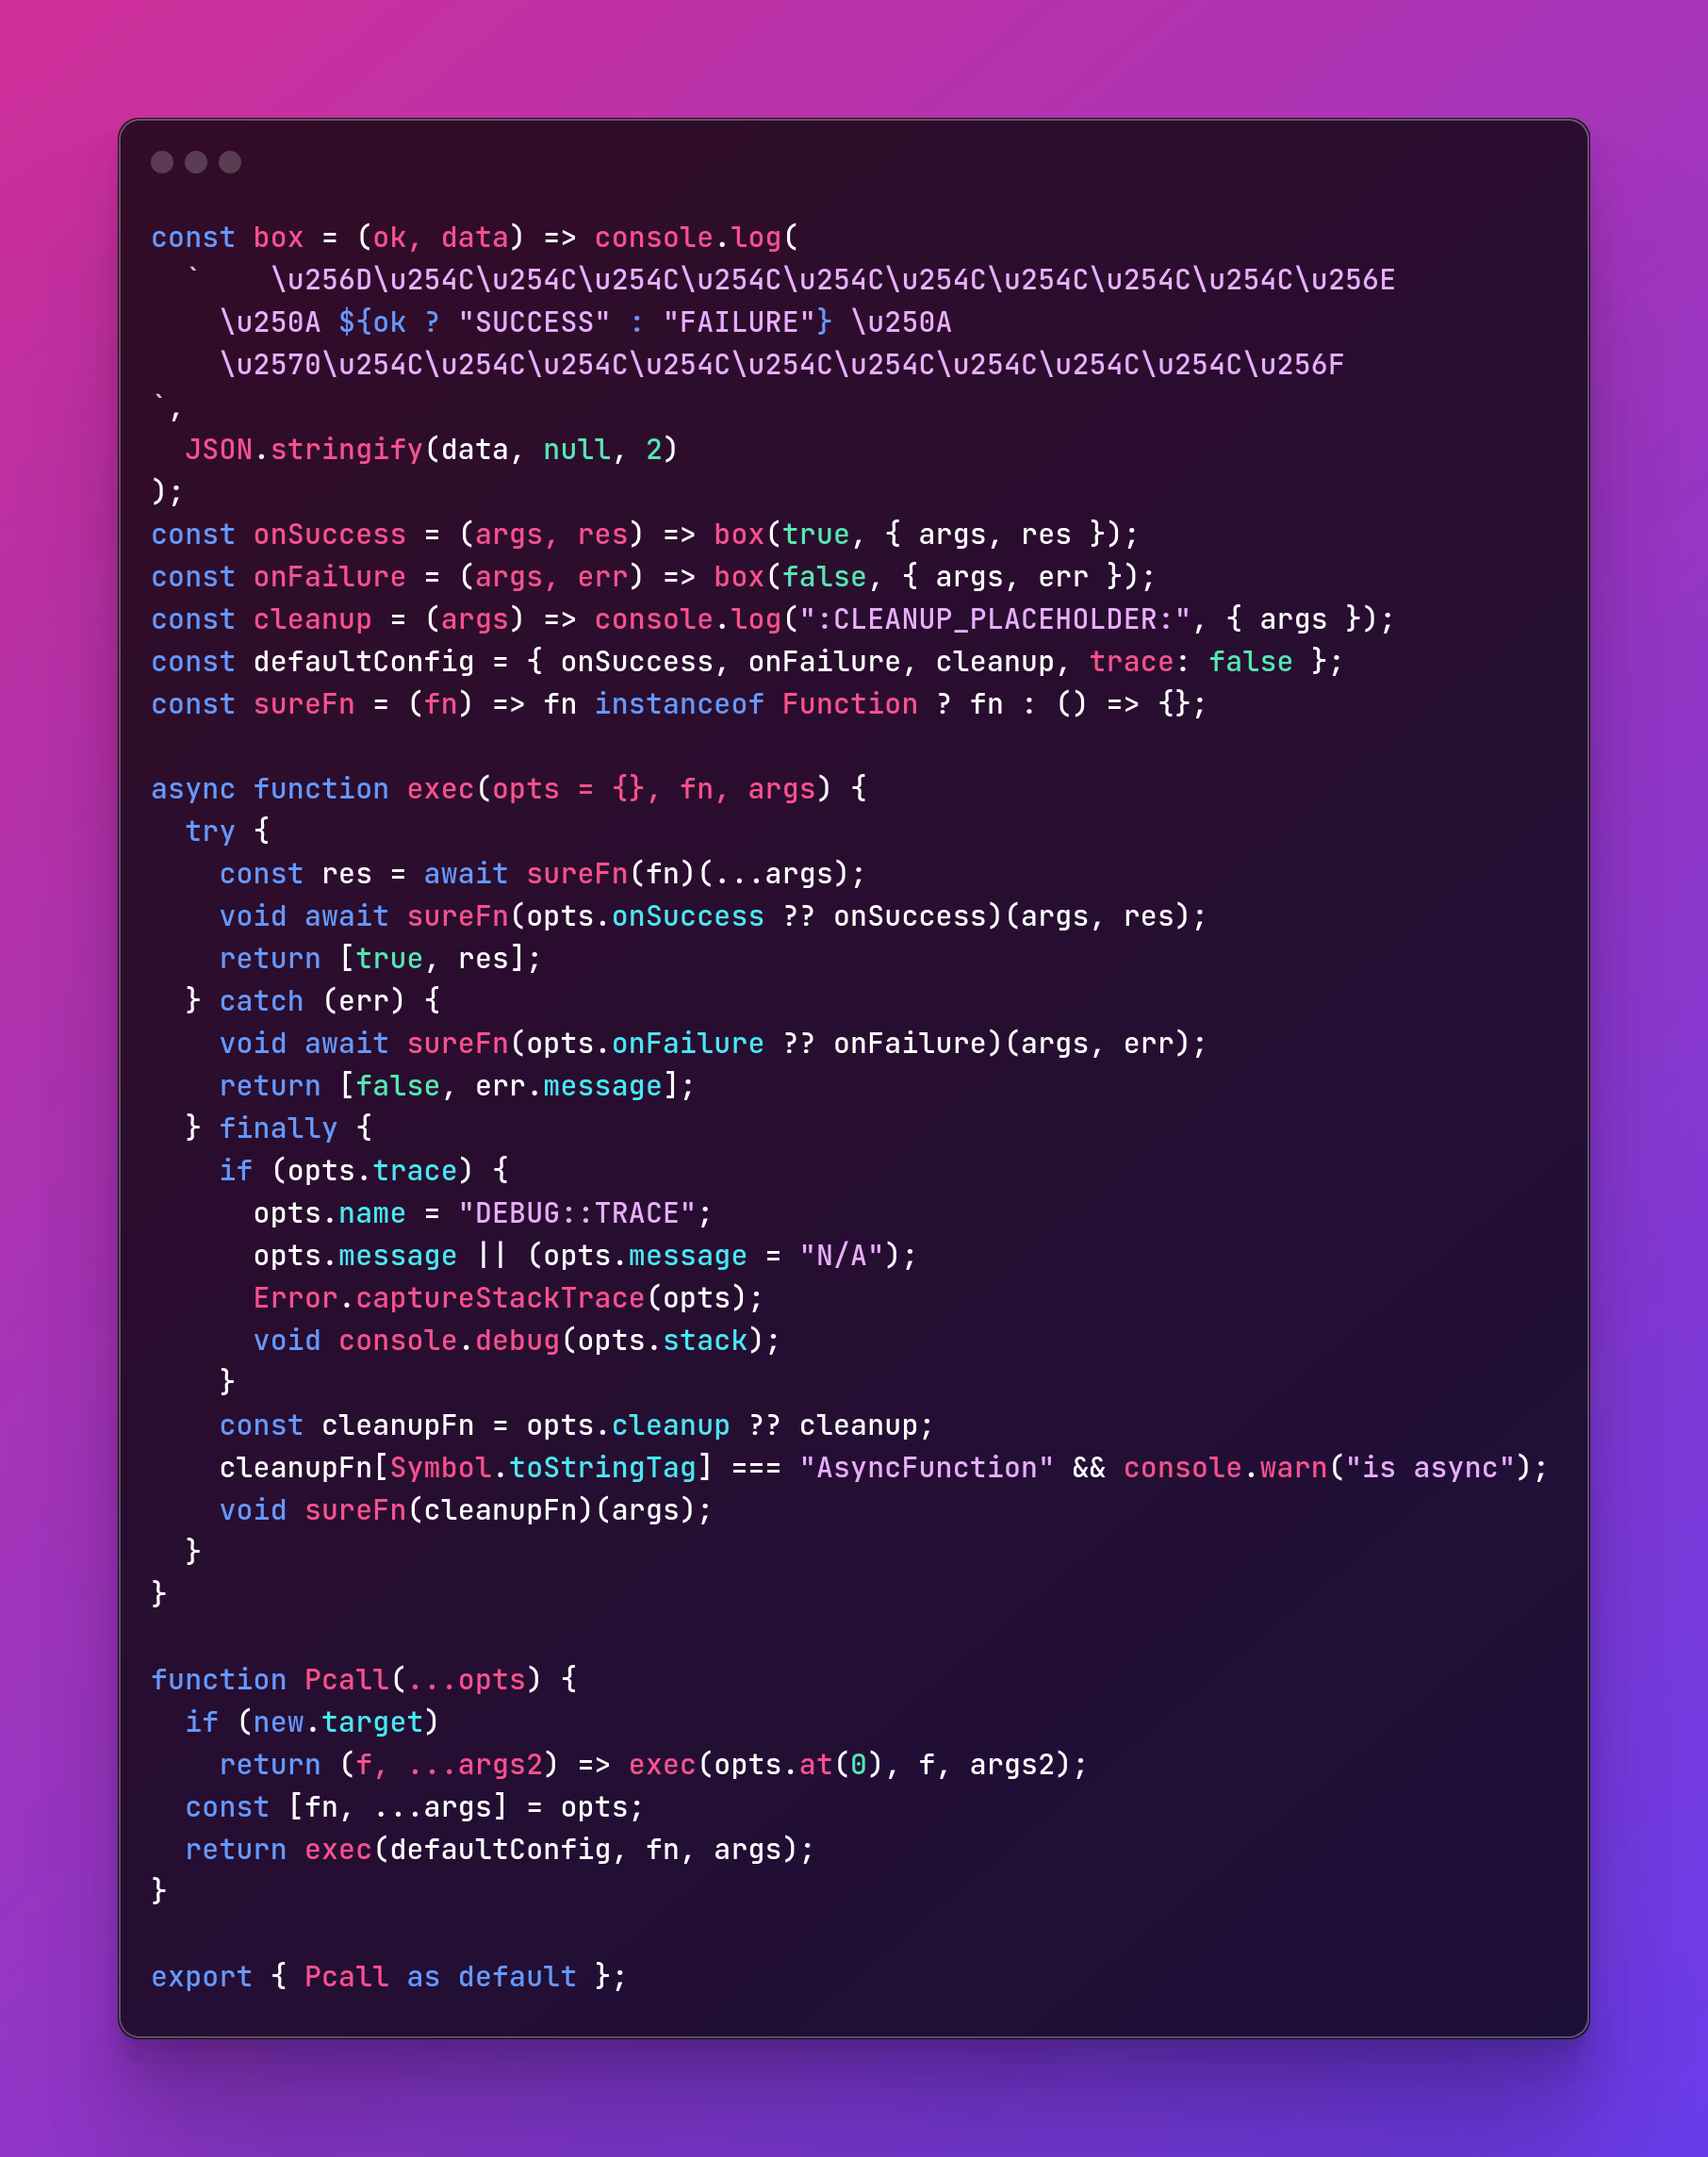 const box = (ok, data) => console.log(
  `    \u256D\u254C\u254C\u254C\u254C\u254C\u254C\u254C\u254C\u254C\u256E
    \u250A ${ok ? "SUCCESS" : "FAILURE"} \u250A
    \u2570\u254C\u254C\u254C\u254C\u254C\u254C\u254C\u254C\u254C\u256F
`,
  JSON.stringify(data, null, 2)
);
const onSuccess = (args, res) => box(true, { args, res });
const onFailure = (args, err) => box(false, { args, err });
const cleanup = (args) => console.log(":CLEANUP_PLACEHOLDER:", { args });
const defaultConfig = { onSuccess, onFailure, cleanup, trace: false };
const sureFn = (fn) => fn instanceof Function ? fn : () => {};

async function exec(opts = {}, fn, args) {
  try {
    const res = await sureFn(fn)(...args);
    void await sureFn(opts.onSuccess ?? onSuccess)(args, res);
    return [true, res];
  } catch (err) {
    void await sureFn(opts.onFailure ?? onFailure)(args, err);
    return [false, err.message];
  } finally {
    if (opts.trace) {
      opts.name = "DEBUG::TRACE";
      opts.message || (opts.message = "N/A");
      Error.captureStackTrace(opts);
      void console.debug(opts.stack);
    }
    const cleanupFn = opts.cleanup ?? cleanup;
    cleanupFn[Symbol.toStringTag] === "AsyncFunction" && console.warn("is async");
    void sureFn(cleanupFn)(args);
  }
}

function Pcall(...opts) {
  if (new.target)
    return (f, ...args2) => exec(opts.at(0), f, args2);
  const [fn, ...args] = opts;
  return exec(defaultConfig, fn, args);
}

export { Pcall as default };